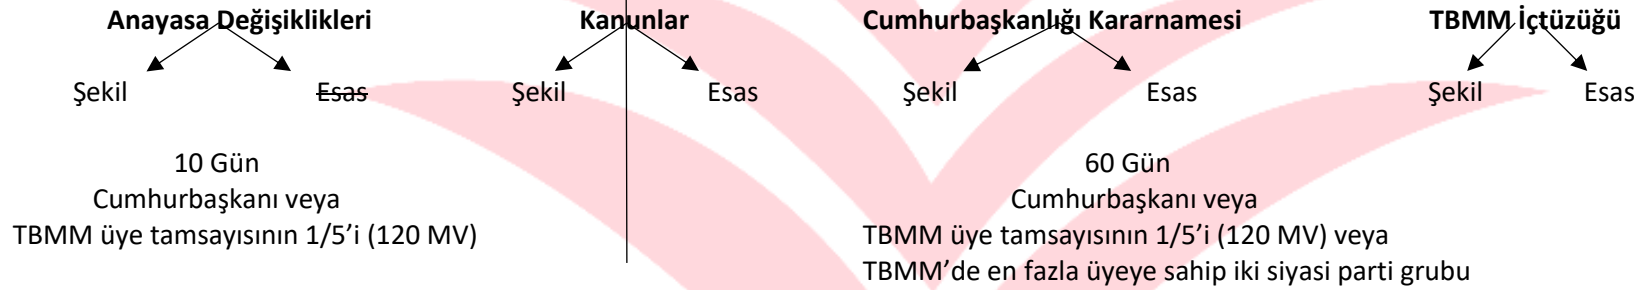 Anayasa Değişiklikleri Kanunlar Cumhurbaşkanlığı Kararnamesi TBMM İçtüzüğü
Şekil Esas Şekil Esas Şekil Esas Şekil Esas
10 Gün 60 Gün
Cumhurbaşkanı veya Cumhurbaşkanı veya
TBMM üye tamsayısının 1/5’i (120 MV) TBMM üye tamsayısının 1/5’i (120 MV) veya
TBMM’de en fazla üyeye sahip iki siyasi parti grubu